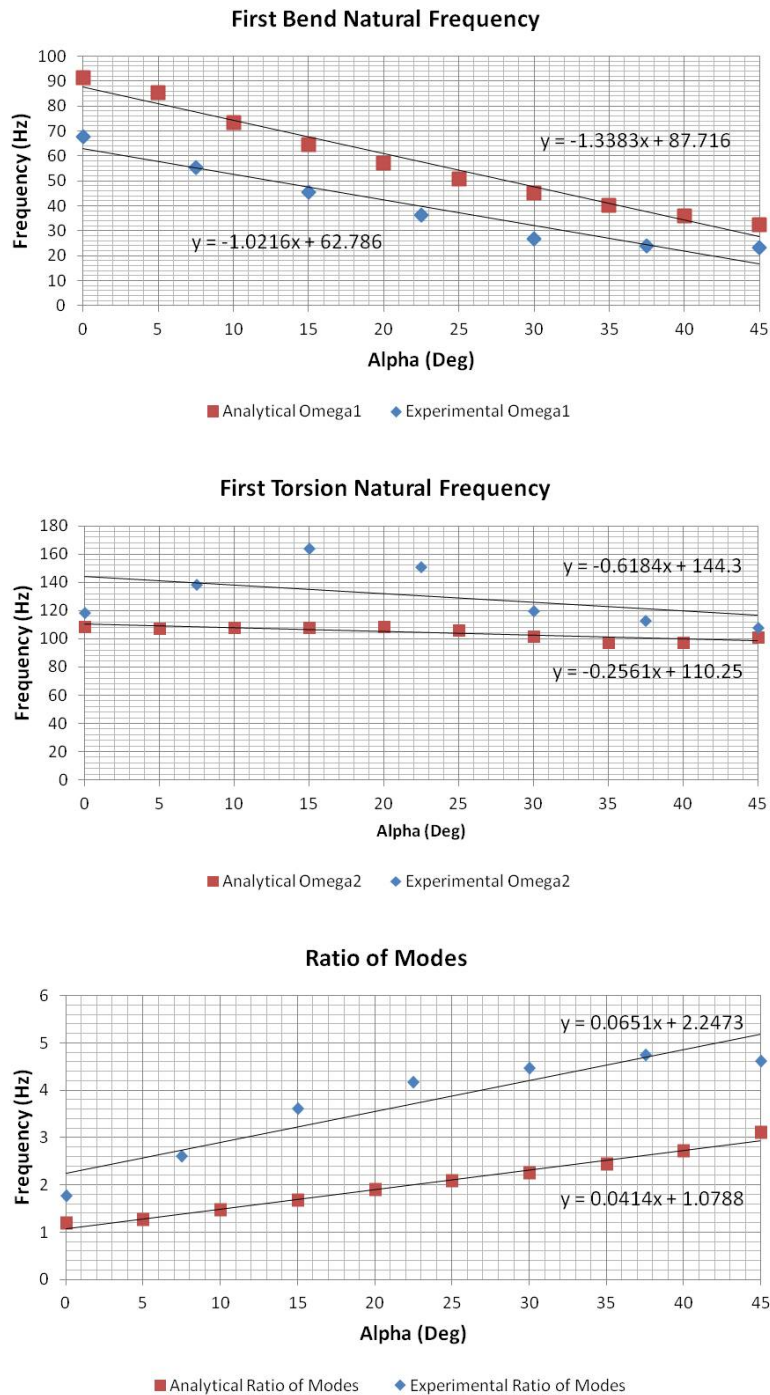 First Bend Natural Frequency
Frequency (Hz)
100
90
80
70
60
50
40
30
20
10
0
y = -1.3383x + 87.716
y = -1.0216x + 62.786
0 5 10 15 20 25 30 35 40 45
Alpha (Deg)
Analytical Omega1 Experimental Omega1
First Torsion Natural Frequency
Frequency (Hz)
180
160
140
120
100
80
60
40
20
0
y = -0.6184x + 144.3
y = -0.2561x + 110.25
0 5 10 15 20 25 30 35 40 45
Alpha (Deg)
Analytical Omega2 Experimental Omega2
Ratio of Modes
Frequency (Hz)
6
5
4
3
2
1
0
y = 0.0651x + 2.2473
y = 0.0414x + 1.0788
0 5 10 15 20 25 30 35 40 45
Alpha (Deg)
Analytical Ratio of Modes Experimental Ratio of Modes